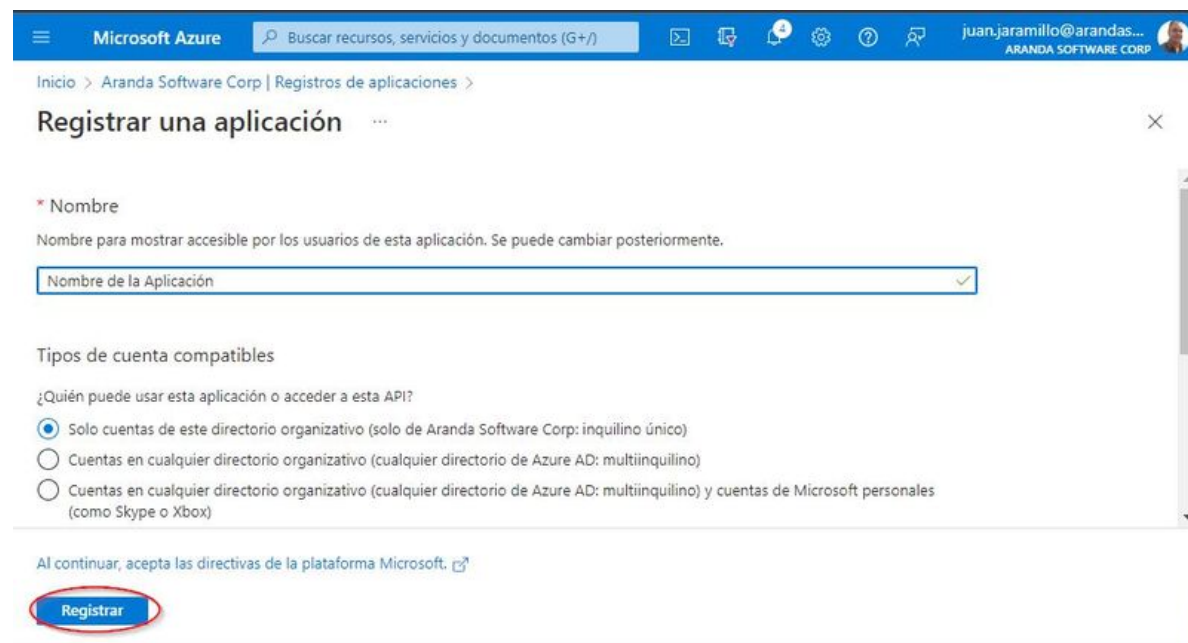 Microsoft Azure
Buscar recursos, servicios y documentos (G+/)
4
juan.jaramillo@arandas...
ARANDA SOFTWARE CORP
Inicio > Aranda Software Corp | Registros de aplicaciones >
Registrar una aplicación ...
* Nombre
Nombre para mostrar accesible por los usuarios de esta aplicación. Se puede cambiar posteriormente.
Nombre de la Aplicación
Tipos de cuenta compatibles
¿Quién puede usar esta aplicación o acceder a esta API?
Solo cuentas de este directorio organizativo (solo de Aranda Software Corp: inquilino único)
Cuentas en cualquier directorio organizativo (cualquier directorio de Azure AD: multiinquilino)
Cuentas en cualquier directorio organizativo (cualquier directorio de Azure AD: multiinquilino) y cuentas de Microsoft personales
(como Skype o Xbox)
Al continuar, acepta las directivas de la plataforma Microsoft.
Registrar